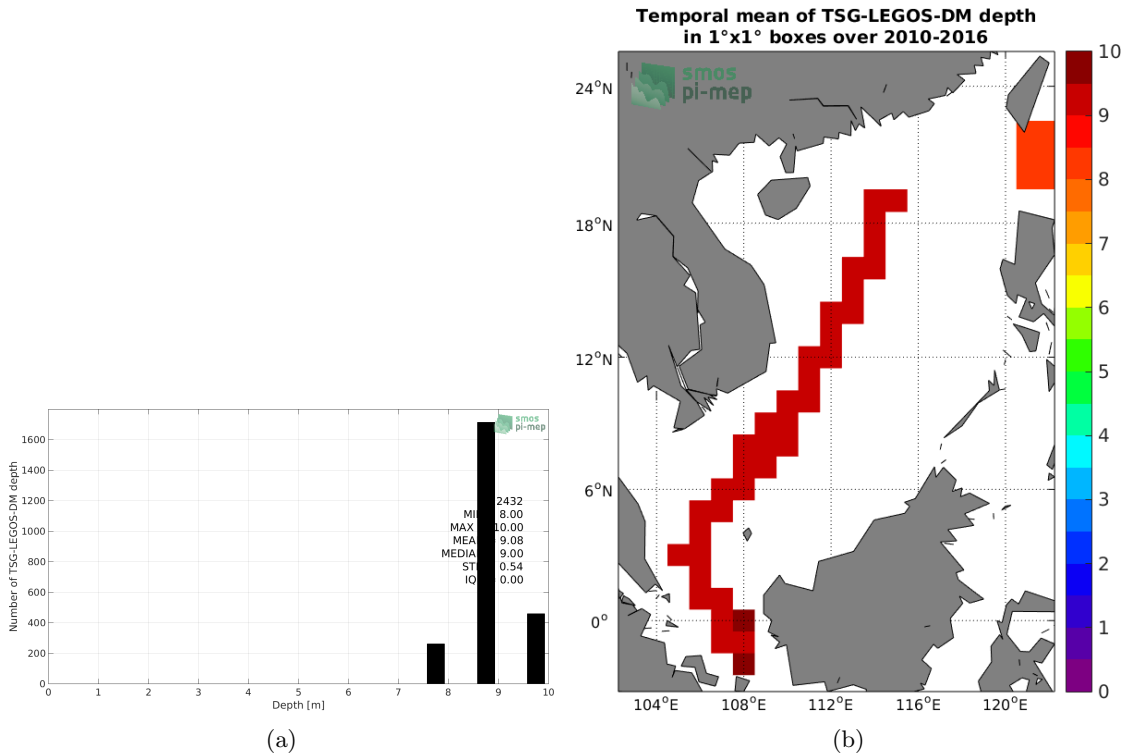 smos
pi-mep
2432
8.00
MAX 10.00
9.08
MEDIAN 9.00
0.54
0.00
1600
1400
1200
1000
800
600
400
200
0
0 1 2 3 4 5 6 7 8 9 10
Depth [m]
Number of TSG-LEGOS-DM depth
(a)
Temporal mean of TSG-LEGOS-DM depth
in 1°x1° boxes over 2010-2016
smos
pi-mep
24°N
18°N
12°N
6°N
0°
104°E 108°E 112°E 116°E 120°E
10
9
8
7
6
5
4
3
2
1
0
(b)